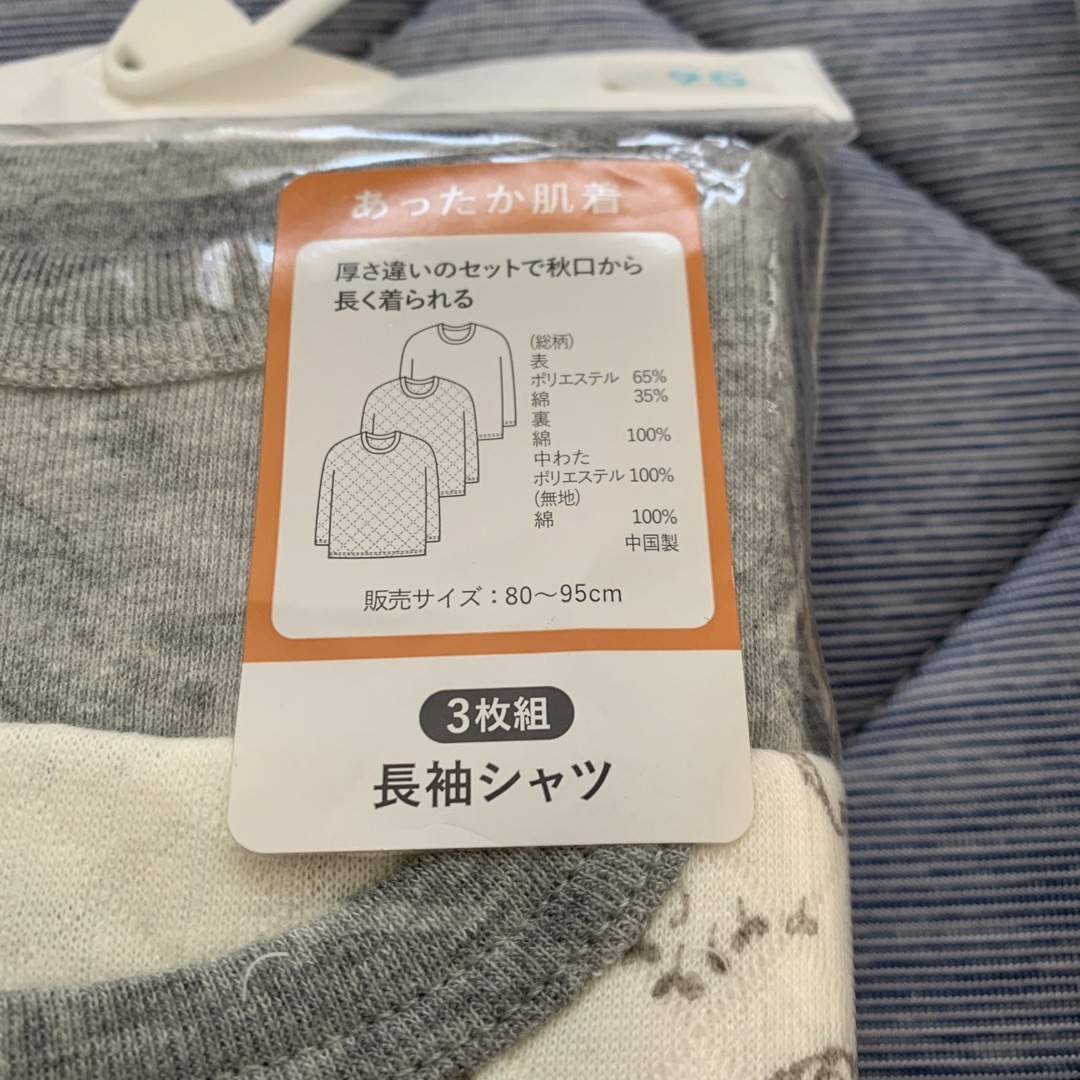 95
あったか肌着
厚さ違いのセットで秋口から
長く着られる
(総柄)
表
ポリエステル 65%
綿 35%
裏
綿 100%
中わた
ポリエステル 100%
(無地)
綿 100%
中国製
販売サイズ：80～95cm
3枚組
長袖シャツ